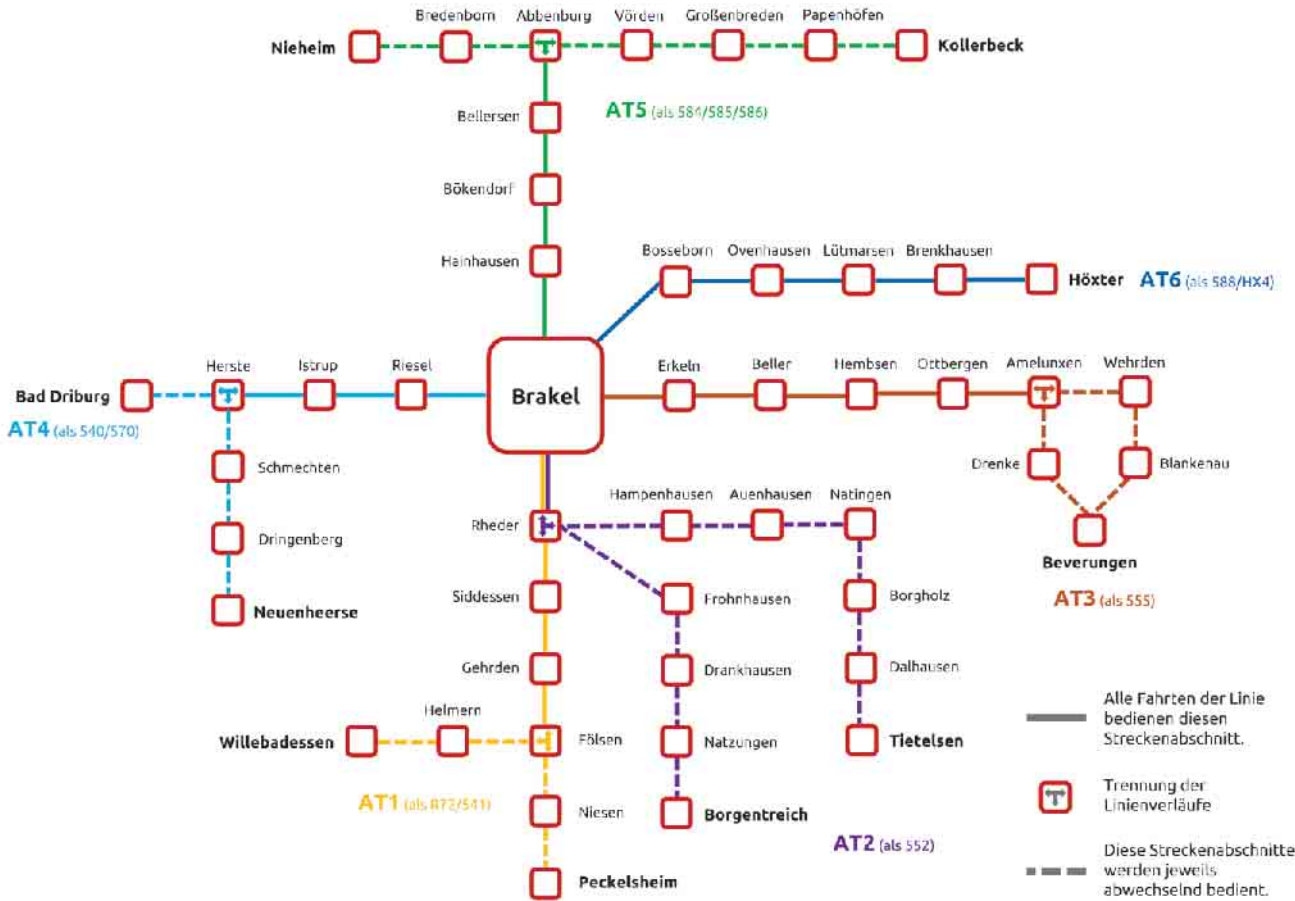 Bredenborn
Abbenburg
Vörden
Großenbreden
Papenhöfen
Nieheim
Kollerbeck
AT5 (als 584/585/586)
Bellersen
Bökendorf
Hainhausen
Bosseborn
Ovenhausen
Lütmarsen
Brenkhausen
Höxter
AT6 (als 588/HX4)
Herste
Istrup
Riesel
Brakel
Erkeln
Beller
Hembsen
Ottbergen
Amelunxen
Wehrden
Bad Driburg
AT4 (als 540/570)
Schmechten
Drenke
Blankenau
Hampenhausen
Auenhausen
Natingen
Rheder
Dringenberg
Beverungen
AT3 (als 555)
Siddessen
Frohnhausen
Borgholz
Neuenheerse
Gehrden
Drankhausen
Dalhausen
Helmern
Willebadessen
Fölsen
Natzungen
Tietelsen
AT1 (als R72/541)
Niesen
Borgentreich
AT2 (als 552)
Peckelsheim
Alle Fahrten der Linie
bedienen diesen
Streckenabschnitt.
Trennung der
Linienverläufe
Diese Streckenabschnitte
werden jeweils
abwechselnd bedient.